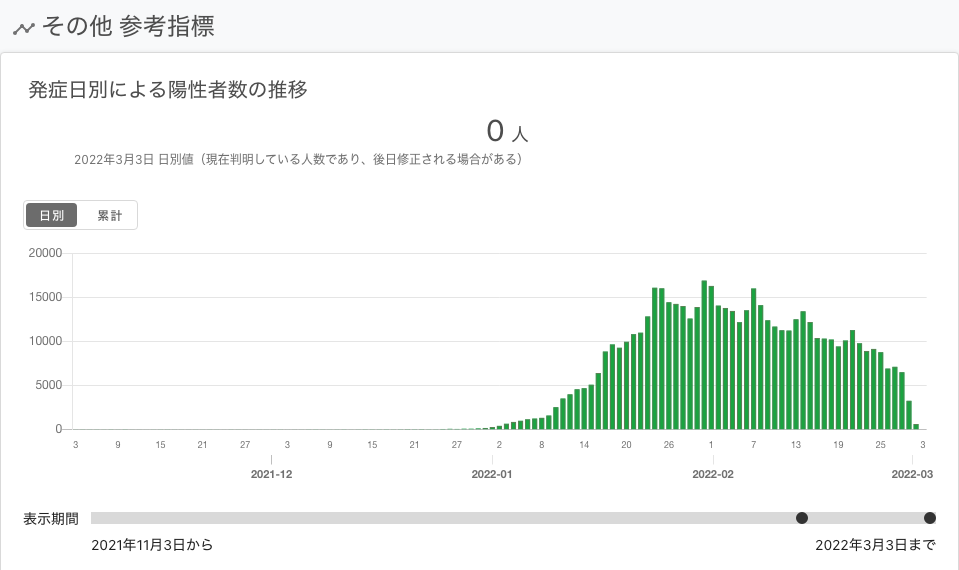 その他 参考指標
発症日別による陽性者数の推移
0 人
2022年3月3日 日別値（現在判明している人数であり、後日修正される場合がある）
日別 累計
20000
15000
10000
5000
0
3 9 15 21 27 3 9 15 21 27 2 8 14 20 26 1 7 13 19 25 3
2021-12 2022-01 2022-02 2022-03
表示期間
2021年11月3日から 2022年3月3日まで